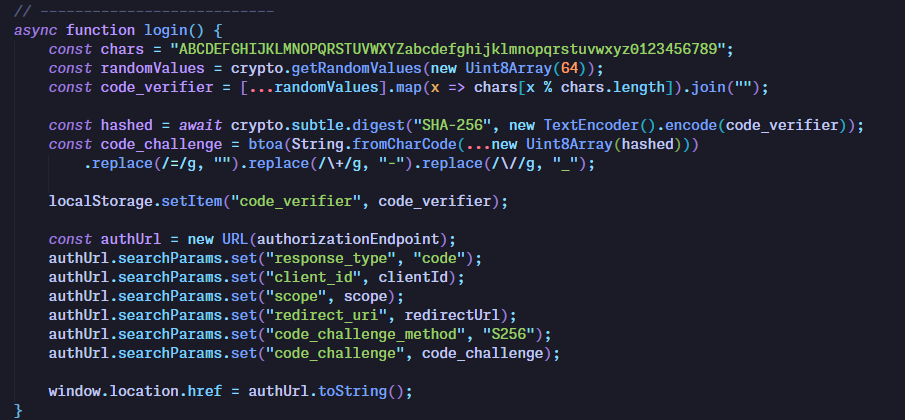 // ---------------------------
async function login() {
    const chars = "ABCDEFGHIJKLMNOPQRSTUVWXYZabcdefghijklmnopqrstuvwxyz0123456789";
    const randomValues = crypto.getRandomValues(new Uint8Array(64));
    const code_verifier = [...randomValues].map(x => chars[x % chars.length]).join("");

    const hashed = await crypto.subtle.digest("SHA-256", new TextEncoder().encode(code_verifier));
    const code_challenge = btoa(String.fromCharCode(...new Uint8Array(hashed)))
        .replace(/=/g, "").replace(/\+/g, "-").replace(/\//g, "_");

    localStorage.setItem("code_verifier", code_verifier);

    const authUrl = new URL(authorizationEndpoint);
    authUrl.searchParams.set("response_type", "code");
    authUrl.searchParams.set("client_id", clientId);
    authUrl.searchParams.set("scope", scope);
    authUrl.searchParams.set("redirect_uri", redirectUrl);
    authUrl.searchParams.set("code_challenge_method", "S256");
    authUrl.searchParams.set("code_challenge", code_challenge);

    window.location.href = authUrl.toString();
}